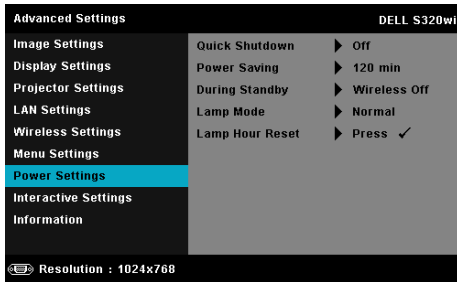 Advanced Settings DELL S320wi
Image Settings
Display Settings
Projector Settings
LAN Settings
Wireless Settings
Menu Settings
Power Settings
Interactive Settings
Information
Quick Shutdown Off
Power Saving 120 min
During Standby Wireless Off
Lamp Mode Normal
Lamp Hour Reset Press ✓
Resolution : 1024x768